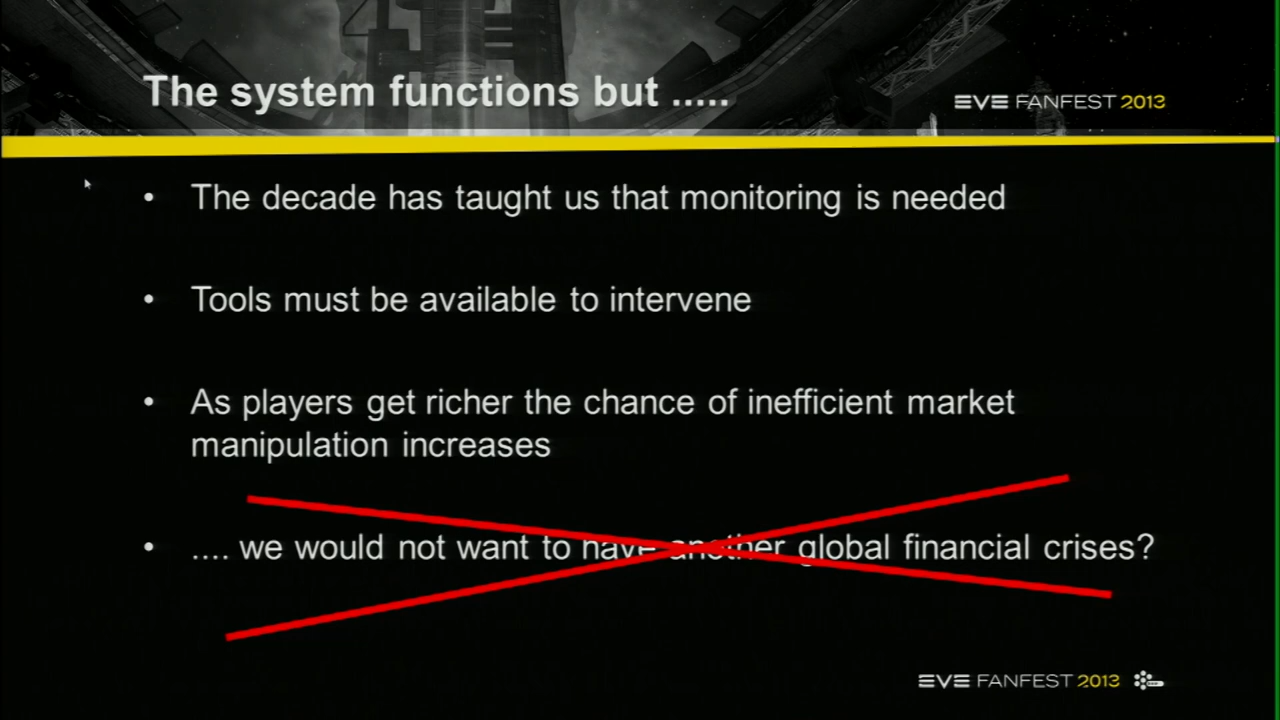 The system functions but .....
EVE FANFEST 2013
• The decade has taught us that monitoring is needed
• Tools must be available to intervene
• As players get richer the chance of inefficient market
manipulation increases
• .... we would not want to have another global financial crises?
EVE FANFEST 2013